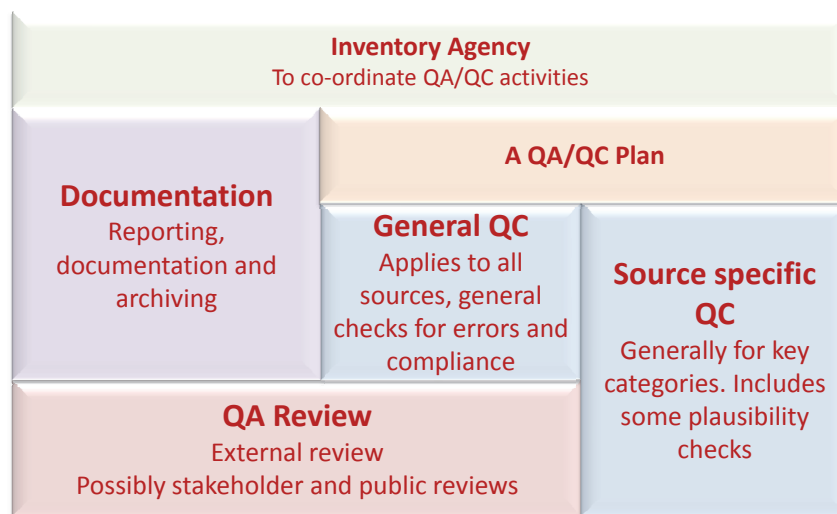 Inventory Agency
To co-ordinate QA/QC activities
A QA/QC Plan
Documentation
Reporting,
documentation and
archiving
General QC
Applies to all
sources, general
checks for errors and
compliance
Source specific
QC
Generally for key
categories. Includes
some plausibility
checks
QA Review
External review
Possibly stakeholder and public reviews